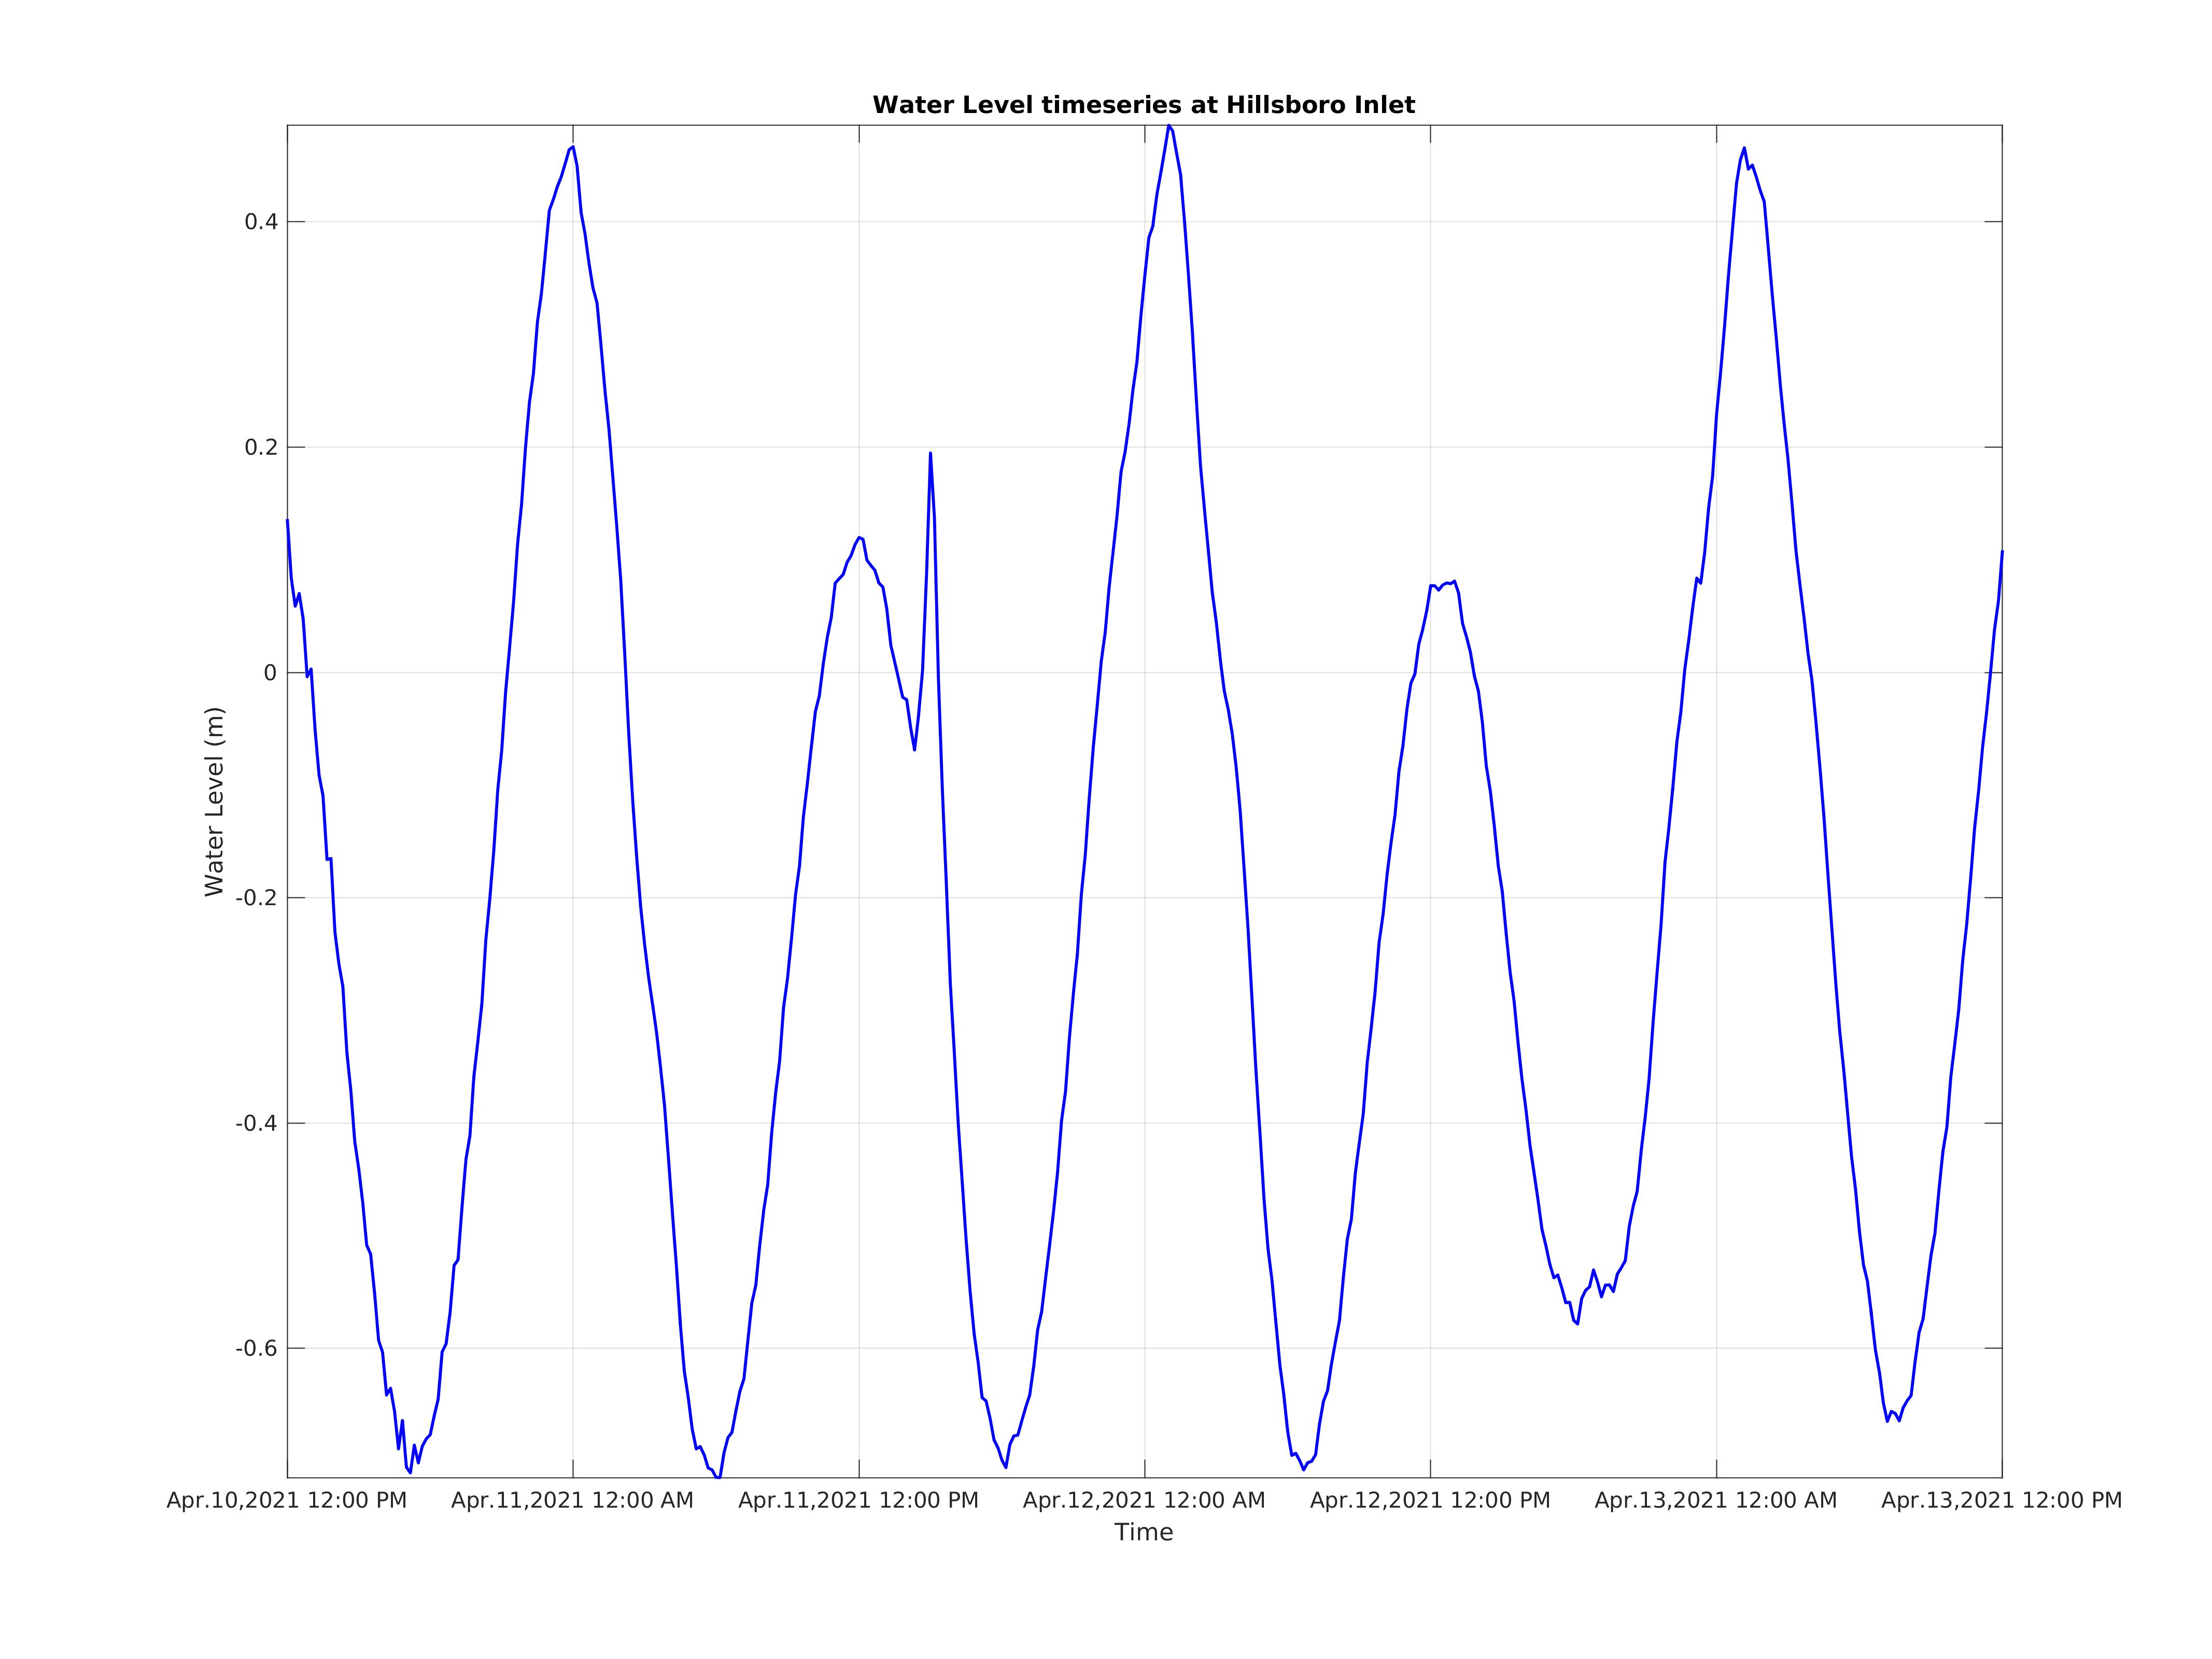 Water Level timeseries at Hillsboro Inlet
0.4
0.2
0
-0.2
-0.4
-0.6
Water Level (m)
Apr.10,2021 12:00 PM Apr.11,2021 12:00 AM Apr.11,2021 12:00 PM Apr.12,2021 12:00 AM Apr.12,2021 12:00 PM Apr.13,2021 12:00 AM Apr.13,2021 12:00 PM
Time